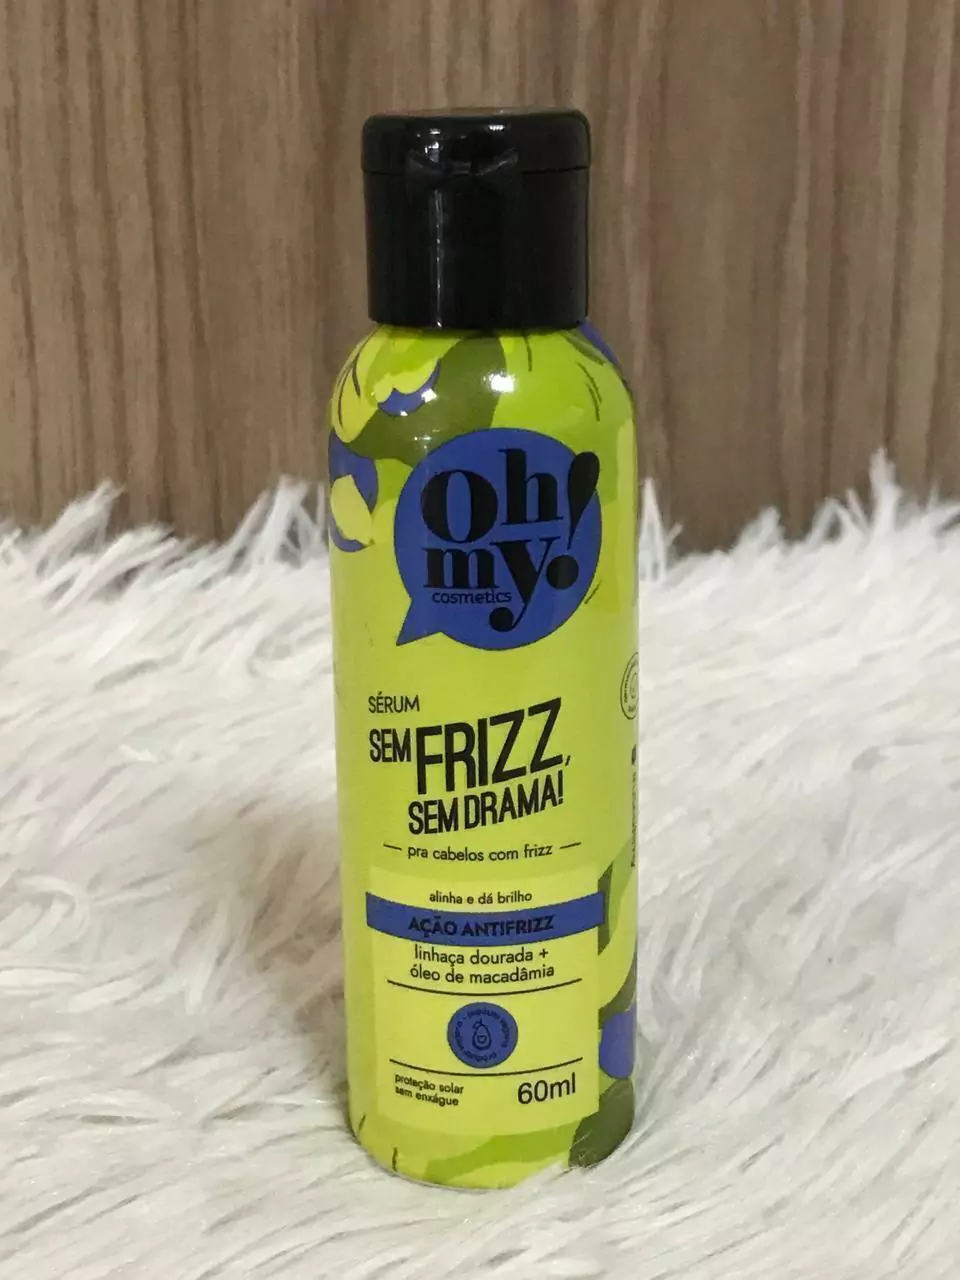 Oh
my!
cosmetics
SÉRUM
SEM FRIZZ,
SEM DRAMA!
pra cabelos com frizz
alinha e dá brilho
AÇÃO ANTIFRIZZ
linhaça dourada +
óleo de macadâmia
proteção solar
sem enxágue
60ml